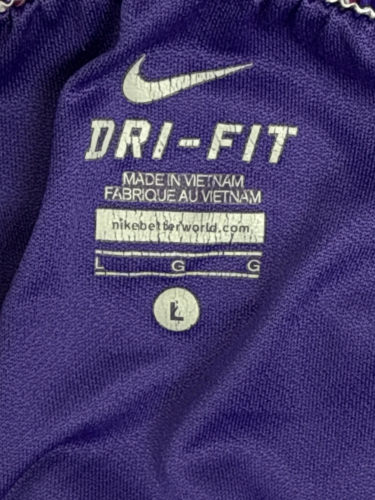 DRI-FIT
MADE IN VIETNAM
FABRIQUE AU VIETNAM
nikebetterworld.com
L G G
L